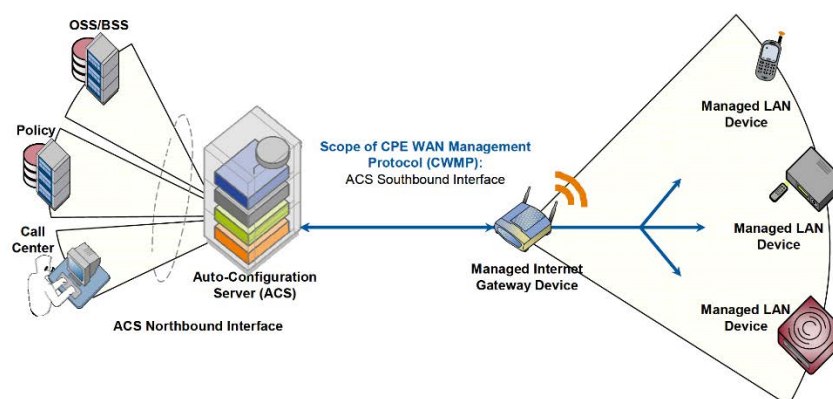 OSS/BSS
Policy
Call
Center
ACS Northbound Interface
Auto-Configuration
Server (ACS)
Scope of CPE WAN Management
Protocol (CWMP):
ACS Southbound Interface
Managed Internet
Gateway Device
Managed LAN
Device
Managed LAN
Device
Managed LAN
Device